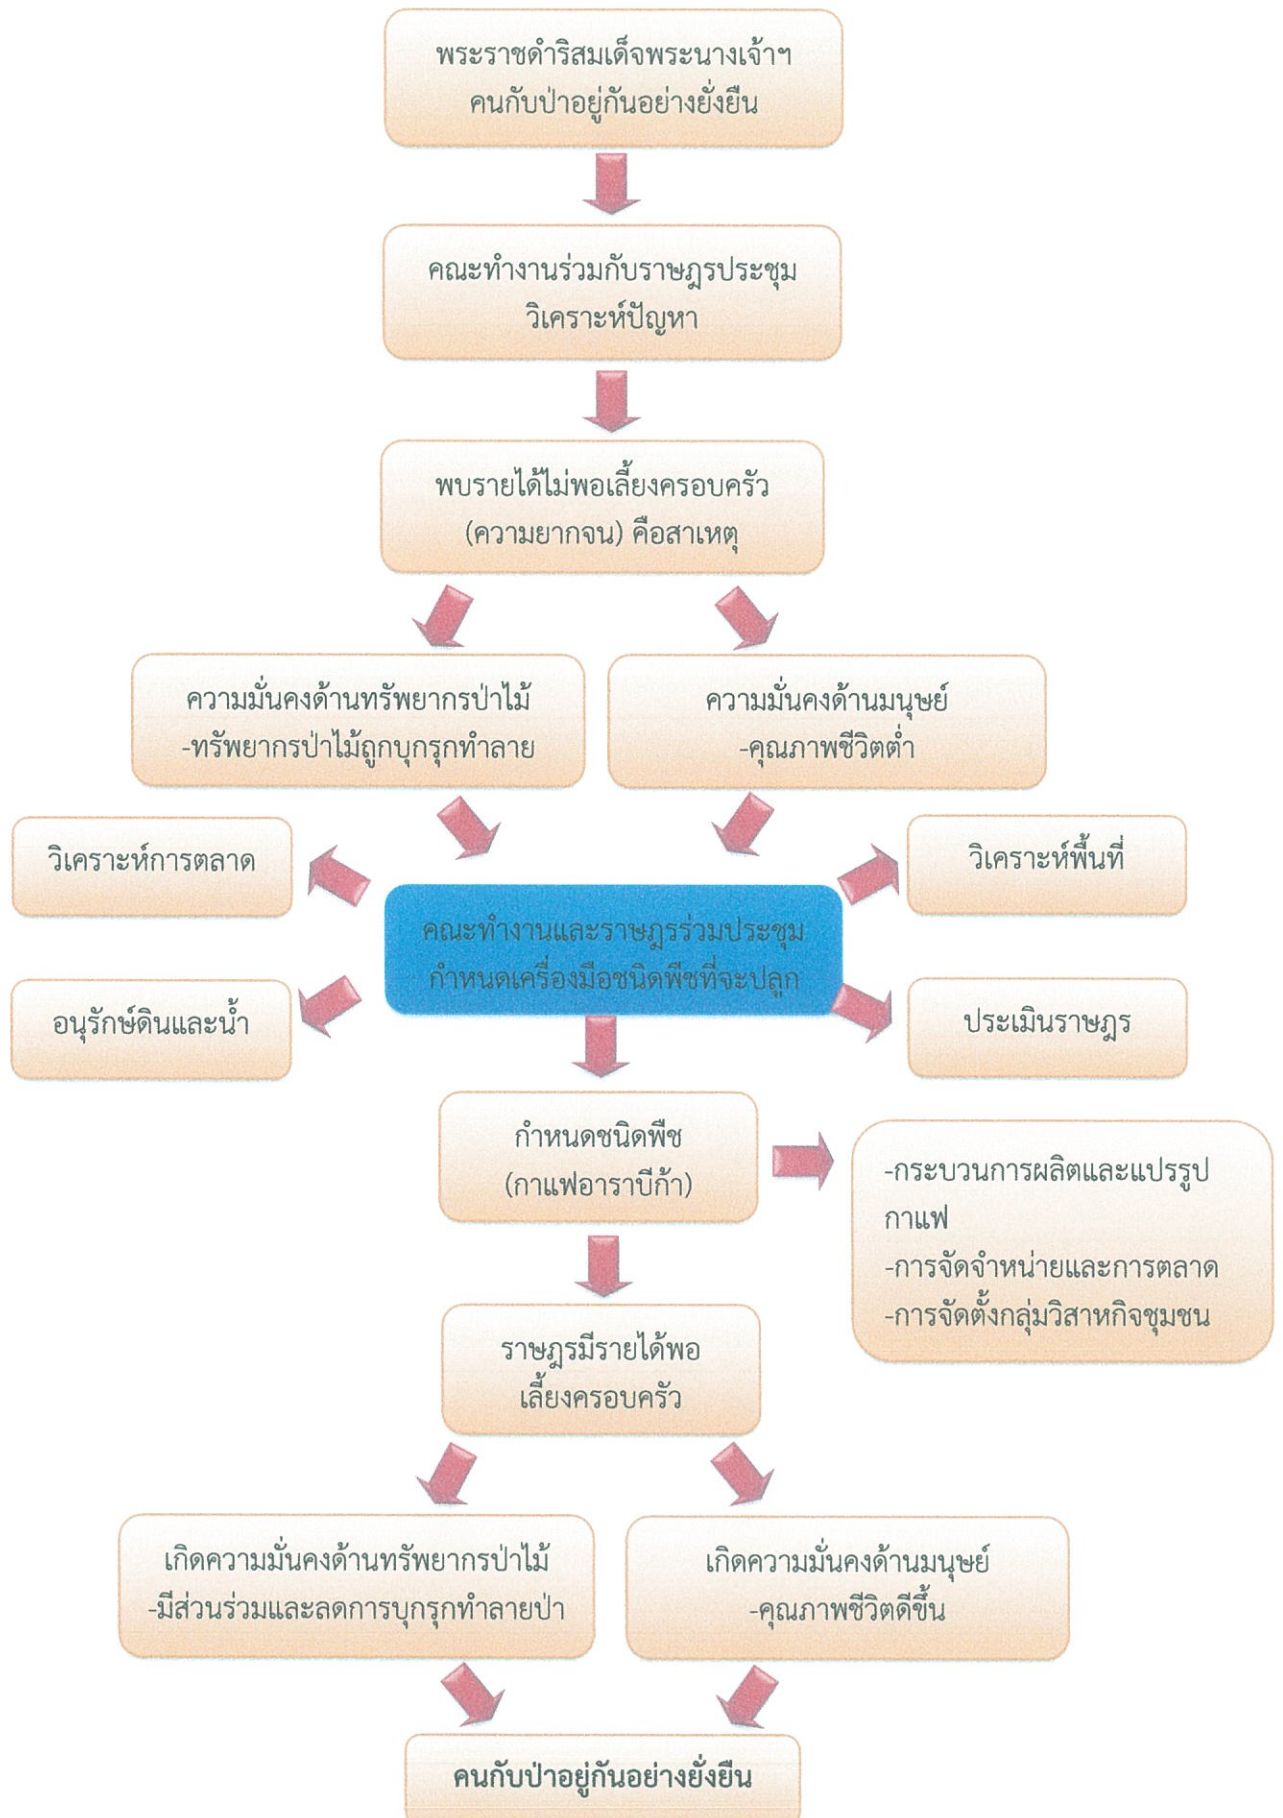 พระราชดำริสมเด็จพระนางเจ้าฯ
คนกับป่าอยู่กันอย่างยั่งยืน
คณะทำงานร่วมกับราษฎรประชุม
วิเคราะห์ปัญหา
พบรายได้ไม่พอเลี้ยงครอบครัว
(ความยากจน) คือสาเหตุ
ความมั่นคงด้านทรัพยากรป่าไม้
-ทรัพยากรป่าไม้ถูกบุกรุกทำลาย
ความมั่นคงด้านมนุษย์
-คุณภาพชีวิตต่ำ
วิเคราะห์การตลาด
วิเคราะห์พื้นที่
คณะทำงานและราษฎรร่วมประชุม
กำหนดเครื่องมือชนิดพืชที่จะปลูก
อนุรักษ์ดินและน้ำ
ประเมินราษฎร
กำหนดชนิดพืช
(กาแฟอาราบีก้า)
-กระบวนการผลิตและแปรรูป
กาแฟ
-การจัดจำหน่ายและการตลาด
-การจัดตั้งกลุ่มวิสาหกิจชุมชน
ราษฎรมีรายได้พอ
เลี้ยงครอบครัว
เกิดความมั่นคงด้านทรัพยากรป่าไม้
-มีส่วนร่วมและลดการบุกรุกทำลายป่า
เกิดความมั่นคงด้านมนุษย์
-คุณภาพชีวิตดีขึ้น
คนกับป่าอยู่กันอย่างยั่งยืน